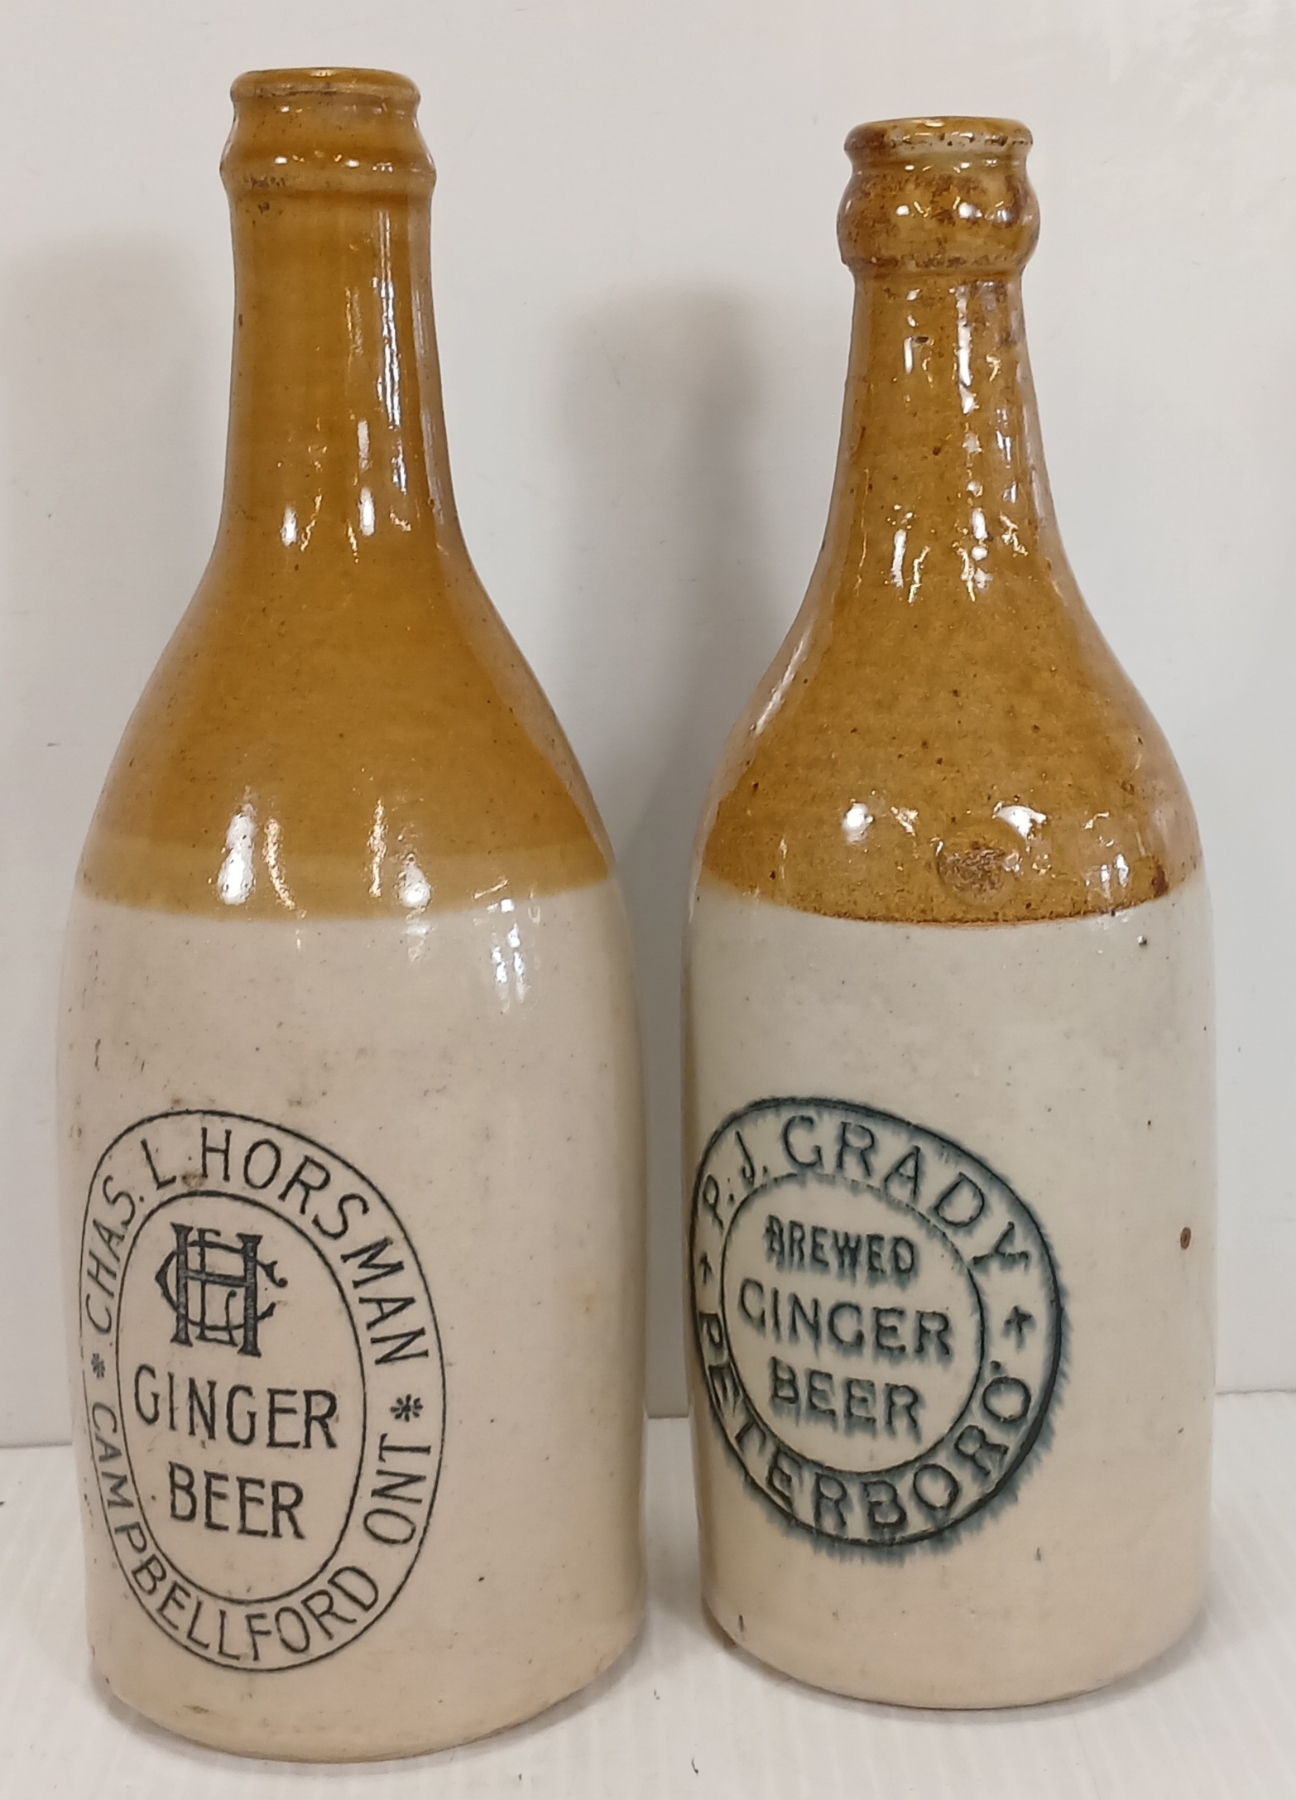 CHAS. L. HORSMAN
CLH
GINGER
BEER
* CAMPBELLFORD ONT *
P. J. GRADY
BREWED
GINGER
BEER
PETERBORO